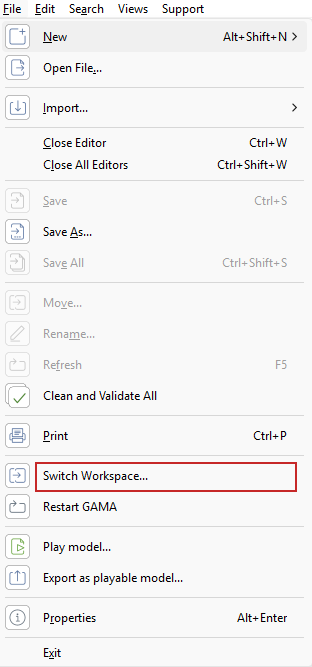 File Edit Search Views Support
New Alt+Shift+N
Open File...
Import...
Close Editor Ctrl+W
Close All Editors Ctrl+Shift+W
Save Ctrl+S
Save As...
Save All Ctrl+Shift+S
Move...
Rename...
Refresh F5
Clean and Validate All
Print Ctrl+P
Switch Workspace...
Restart GAMA
Play model...
Export as playable model...
Properties Alt+Enter
Exit